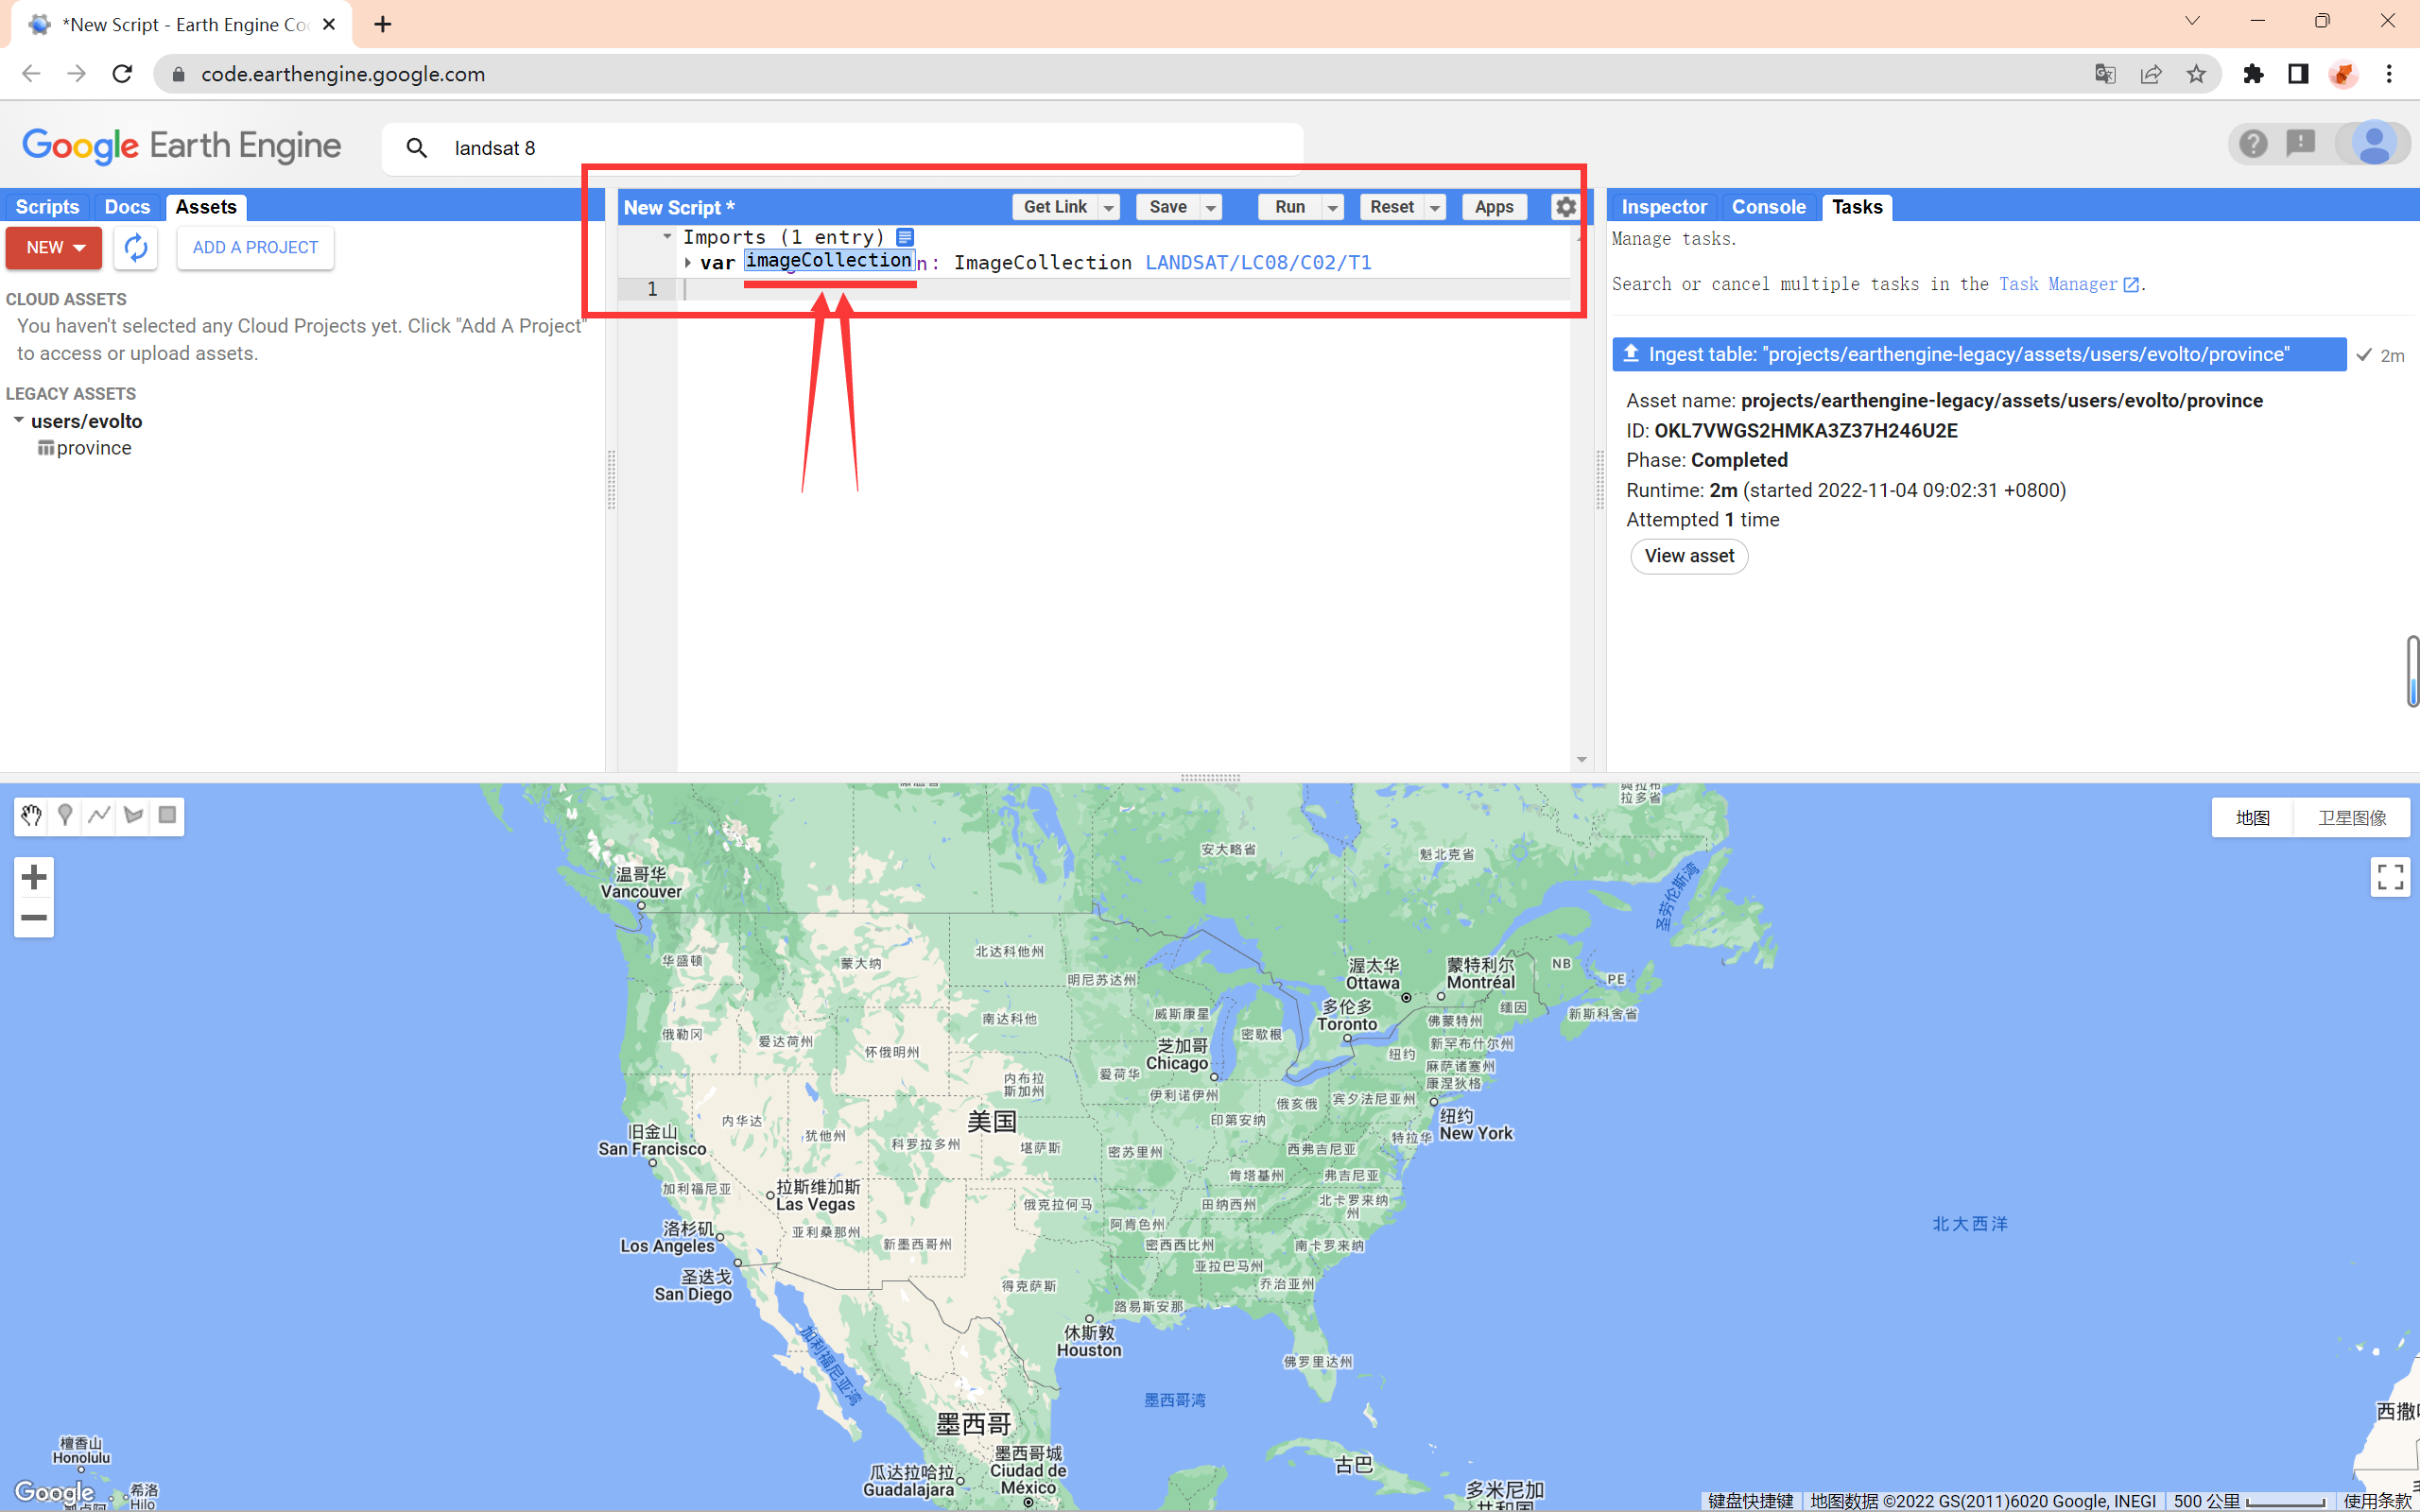 *New Script - Earth Engine Co
code.earthengine.google.com
Google Earth Engine
landsat 8
Scripts Docs Assets
NEW
ADD A PROJECT
CLOUD ASSETS
You haven't selected any Cloud Projects yet. Click "Add A Project"
to access or upload assets.
LEGACY ASSETS
users/evolto
province
New Script *
Get Link
Save
Run
Reset
Apps
Imports (1 entry)
var imageCollection n: ImageCollection LANDSAT/LC08/C02/T1
1
Inspector Console Tasks
Manage tasks.
Search or cancel multiple tasks in the Task Manager.
Ingest table: "projects/earthengine-legacy/assets/users/evolto/province"
2m
Asset name: projects/earthengine-legacy/assets/users/evolto/province
ID: OKL7VWGS2HMKA3Z37H246U2E
Phase: Completed
Runtime: 2m (started 2022-11-04 09:02:31 +0800)
Attempted 1 time
View asset
地图
卫星图像
拉多省
安大略省
魁北克省
圣劳伦斯湾
温哥华
Vancouver
华盛顿
蒙大纳
北达科他州
明尼苏达州
渥太华
Ottawa
蒙特利尔
Montréal
NB
PE
缅因
新斯科舍省
俄勒冈
爱达荷州
怀俄明州
南达科他
威斯康星
密歇根
多伦多
Toronto
佛蒙特州
新罕布什尔州
纽约
麻萨诸塞州
康涅狄格
芝加哥
Chicago
爱荷华
内布拉
斯加州
伊利诺伊州
印第安纳
俄亥俄
宾夕法尼亚州
纽约
New York
特拉华
旧金山
San Francisco
内华达
犹他州
科罗拉多州
美国
堪萨斯
密苏里州
西弗吉尼亚
弗吉尼亚
肯塔基州
加利福尼亚
拉斯维加斯
Las Vegas
俄克拉何马
田纳西州
北卡罗来纳
州
阿肯色州
洛杉矶
Los Angeles
亚利桑那州
新墨西哥州
密西西比州
南卡罗来纳
亚拉巴马州
乔治亚州
圣迭戈
San Diego
得克萨斯
路易斯安那
休斯敦
Houston
佛罗里达州
加利福尼亚湾
墨西哥湾
北大西洋
墨西哥
墨西哥城
Ciudad de
México
瓜达拉哈拉
Guadalajara
古巴
多米尼加
共和国
檀香山
Honolulu
希洛
Hilo
Google
键盘快捷键
地图数据 ©2022 GS(2011)6020 Google, INEGI
500 公里
使用条款